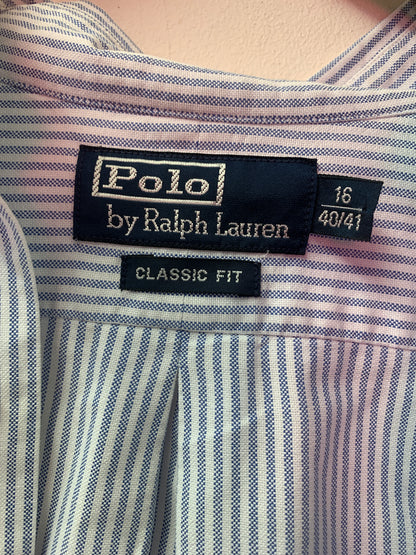 Polo
by Ralph Lauren
16
40/41
CLASSIC FIT